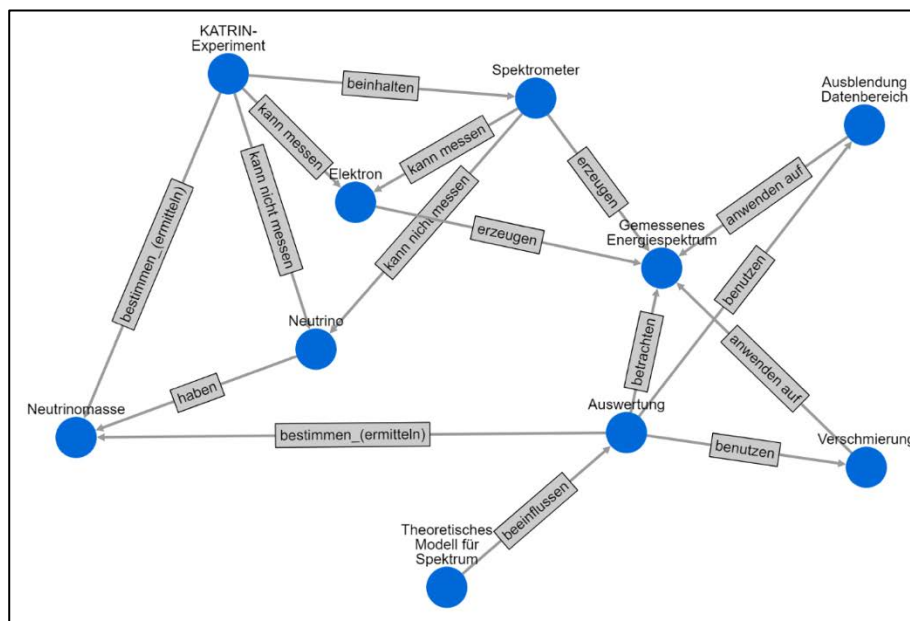 KATRIN-
Experiment
Spektrometer
Ausblendung
Datenbereich
beinhalten
kann messen
kann messen
Elektron
kann nicht messen
kann nicht messen
erzeugen
erzeugen
anwenden auf
Gemessenes
Energiespektrum
bestimmen_(ermitteln)
benutzen
Neutrino
betrachten
anwenden auf
haben
Neutrinomasse
Auswertung
bestimmen_(ermitteln)
benutzen
Verschmierung
beeinflussen
Theoretisches
Modell für
Spektrum